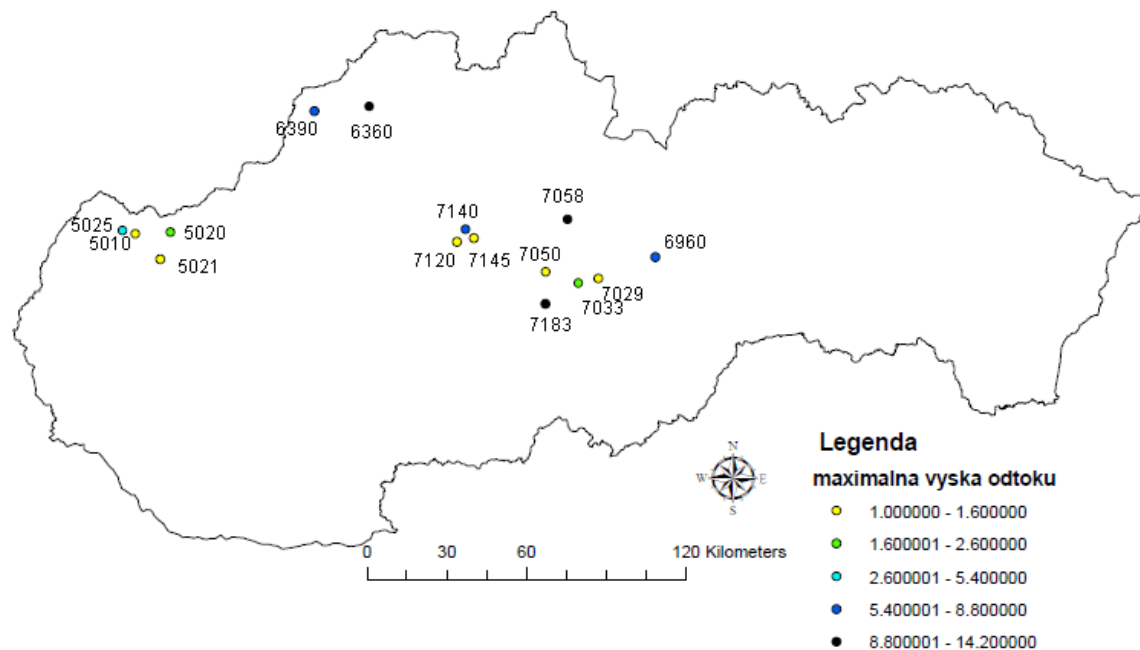 6390
6360
7058
5025
5020
7140
5010
6960
7120
7145
7050
5021
7029
7033
7183
Legenda
N
maximalna vyska odtoku
W
E
S
1.000000 - 1.600000
0
30
60
120 Kilometers
1.600001 - 2.600000
2.600001 - 5.400000
5.400001 - 8.800000
8.800001 - 14.200000